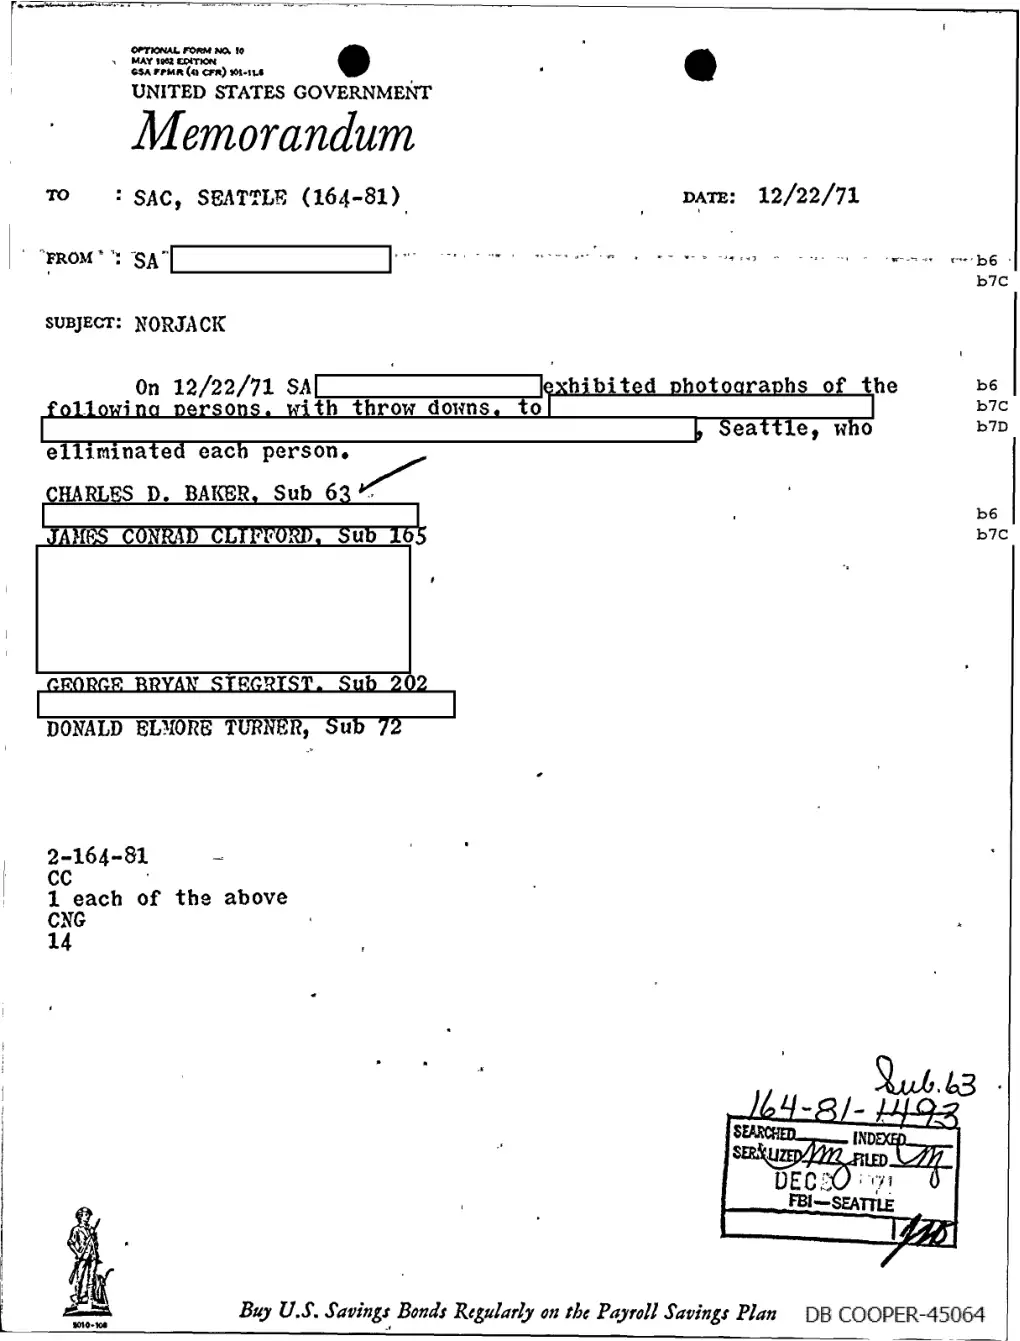 OPTIONAL FORM NO. 10
MAY 1962 EDITION
GSA FPMR (41 CFR) 101-11.6
UNITED STATES GOVERNMENT
Memorandum
TO : SAC, SEATTLE (164-81) DATE: 12/22/71
FROM : SA b6
b7C
SUBJECT: NORJACK
On 12/22/71 SA exhibited photographs of the b6
following persons, with throw downs, to b7C
, Seattle, who b7D
elliminated each person.
CHARLES D. BAKER, Sub 63
b6
JAMES CONRAD CLIFFORD, Sub 165 b7C
GEORGE BRYAN SIEGRIST, Sub 202
DONALD ELMORE TURNER, Sub 72
2-164-81
CC
1 each of the above
CNG
14
Sub. 63
164-81-1493
SEARCHED INDEXED
SERIALIZED FILED
DEC 1971
FBI—SEATTLE
5010-108
Buy U.S. Savings Bonds Regularly on the Payroll Savings Plan
DB COOPER-45064